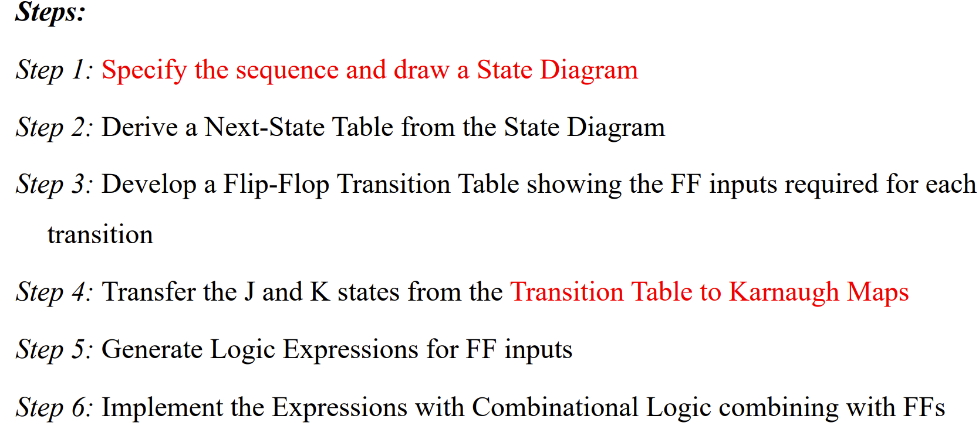 Steps:
Step 1: Specify the sequence and draw a State Diagram
Step 2: Derive a Next-State Table from the State Diagram
Step 3: Develop a Flip-Flop Transition Table showing the FF inputs required for each
transition
Step 4: Transfer the J and K states from the Transition Table to Karnaugh Maps
Step 5: Generate Logic Expressions for FF inputs
Step 6: Implement the Expressions with Combinational Logic combining with FFs